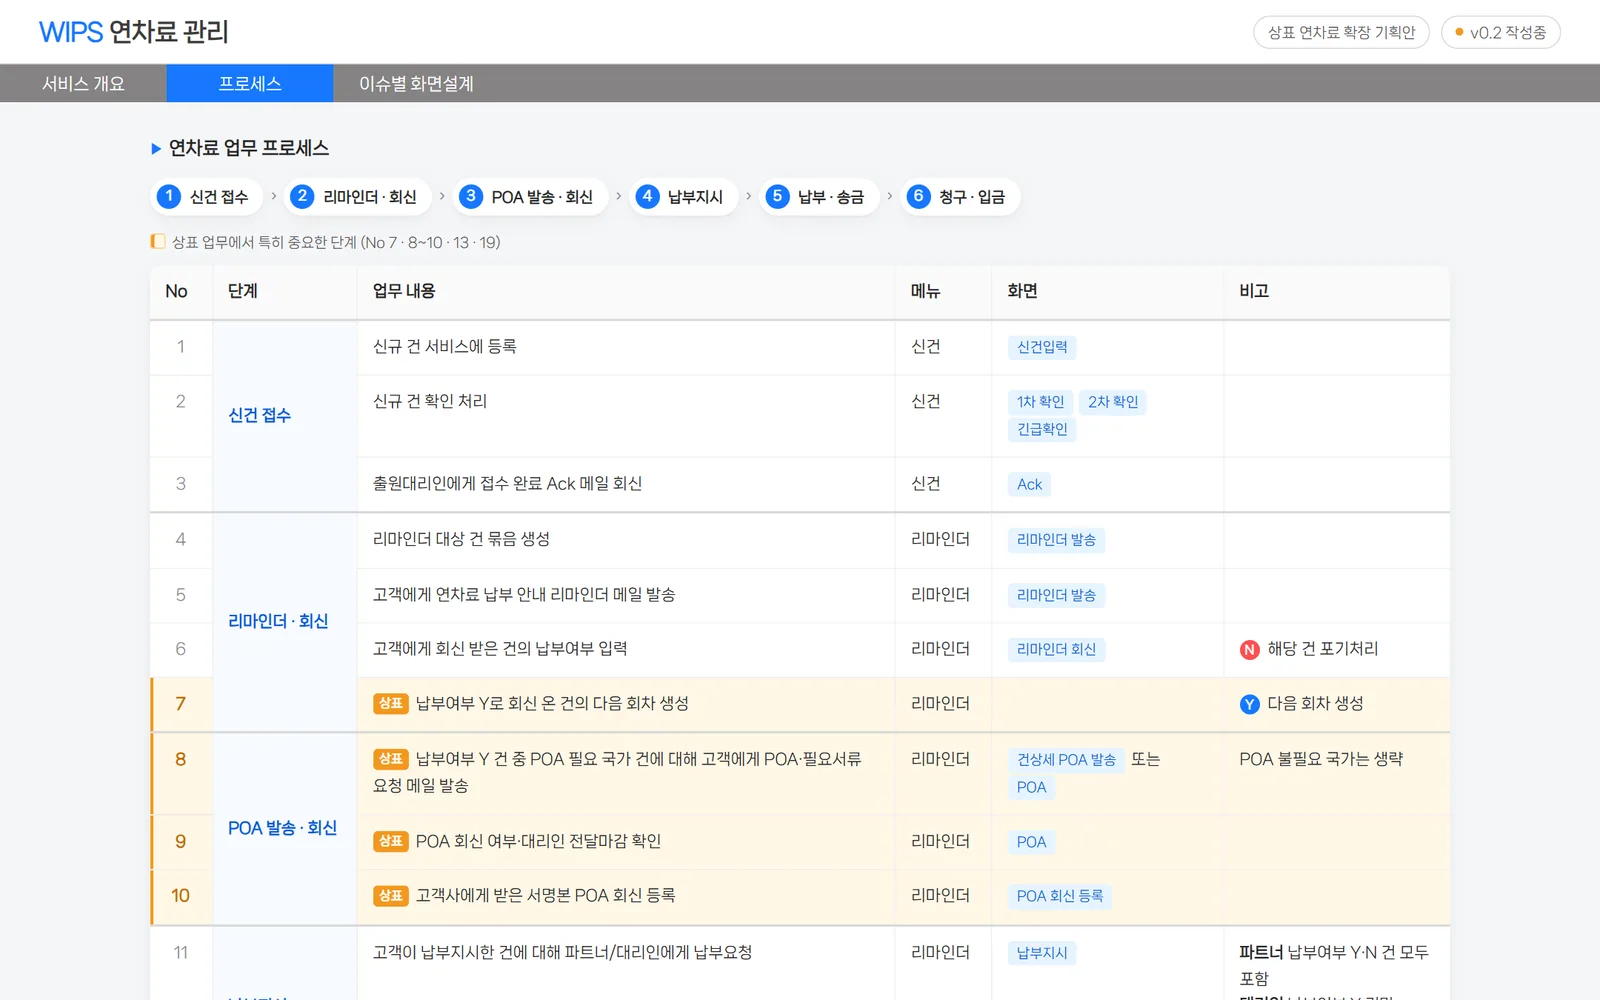 WIPS 연차료 관리
상표 연차료 확장 기획안
v0.2 작성중
서비스 개요
프로세스
이슈별 화면설계
연차료 업무 프로세스
1 신건 접수 › 2 리마인더 · 회신 › 3 POA 발송 · 회신 › 4 납부지시 › 5 납부 · 송금 › 6 청구 · 입금
상표 업무에서 특히 중요한 단계 (No 7 · 8~10 · 13 · 19)
No 단계 업무 내용 메뉴 화면 비고
1 신규 건 서비스에 등록 신건 신건입력
신건 접수
2 신규 건 확인 처리 신건 1차 확인 2차 확인
긴급확인
3 출원대리인에게 접수 완료 Ack 메일 회신 신건 Ack
4 리마인더 대상 건 묶음 생성 리마인더 리마인더 발송
5 고객에게 연차료 납부 안내 리마인더 메일 발송 리마인더 리마인더 발송
리마인더 · 회신
6 고객에게 회신 받은 건의 납부여부 입력 리마인더 리마인더 회신 N 해당 건 포기처리
7 상표 납부여부 Y로 회신 온 건의 다음 회차 생성 리마인더 Y 다음 회차 생성
8 상표 납부여부 Y 건 중 POA 필요 국가 건에 대해 고객에게 POA·필요서류 리마인더 건상세 POA 발송 또는 POA 불필요 국가는 생략
요청 메일 발송 POA
POA 발송 · 회신
9 상표 POA 회신 여부·대리인 전달마감 확인 리마인더 POA
10 상표 고객사에게 받은 서명본 POA 회신 등록 리마인더 POA 회신 등록
11 고객이 납부지시한 건에 대해 파트너/대리인에게 납부요청 리마인더 납부지시 파트너 납부여부 Y·N 건 모두
포함